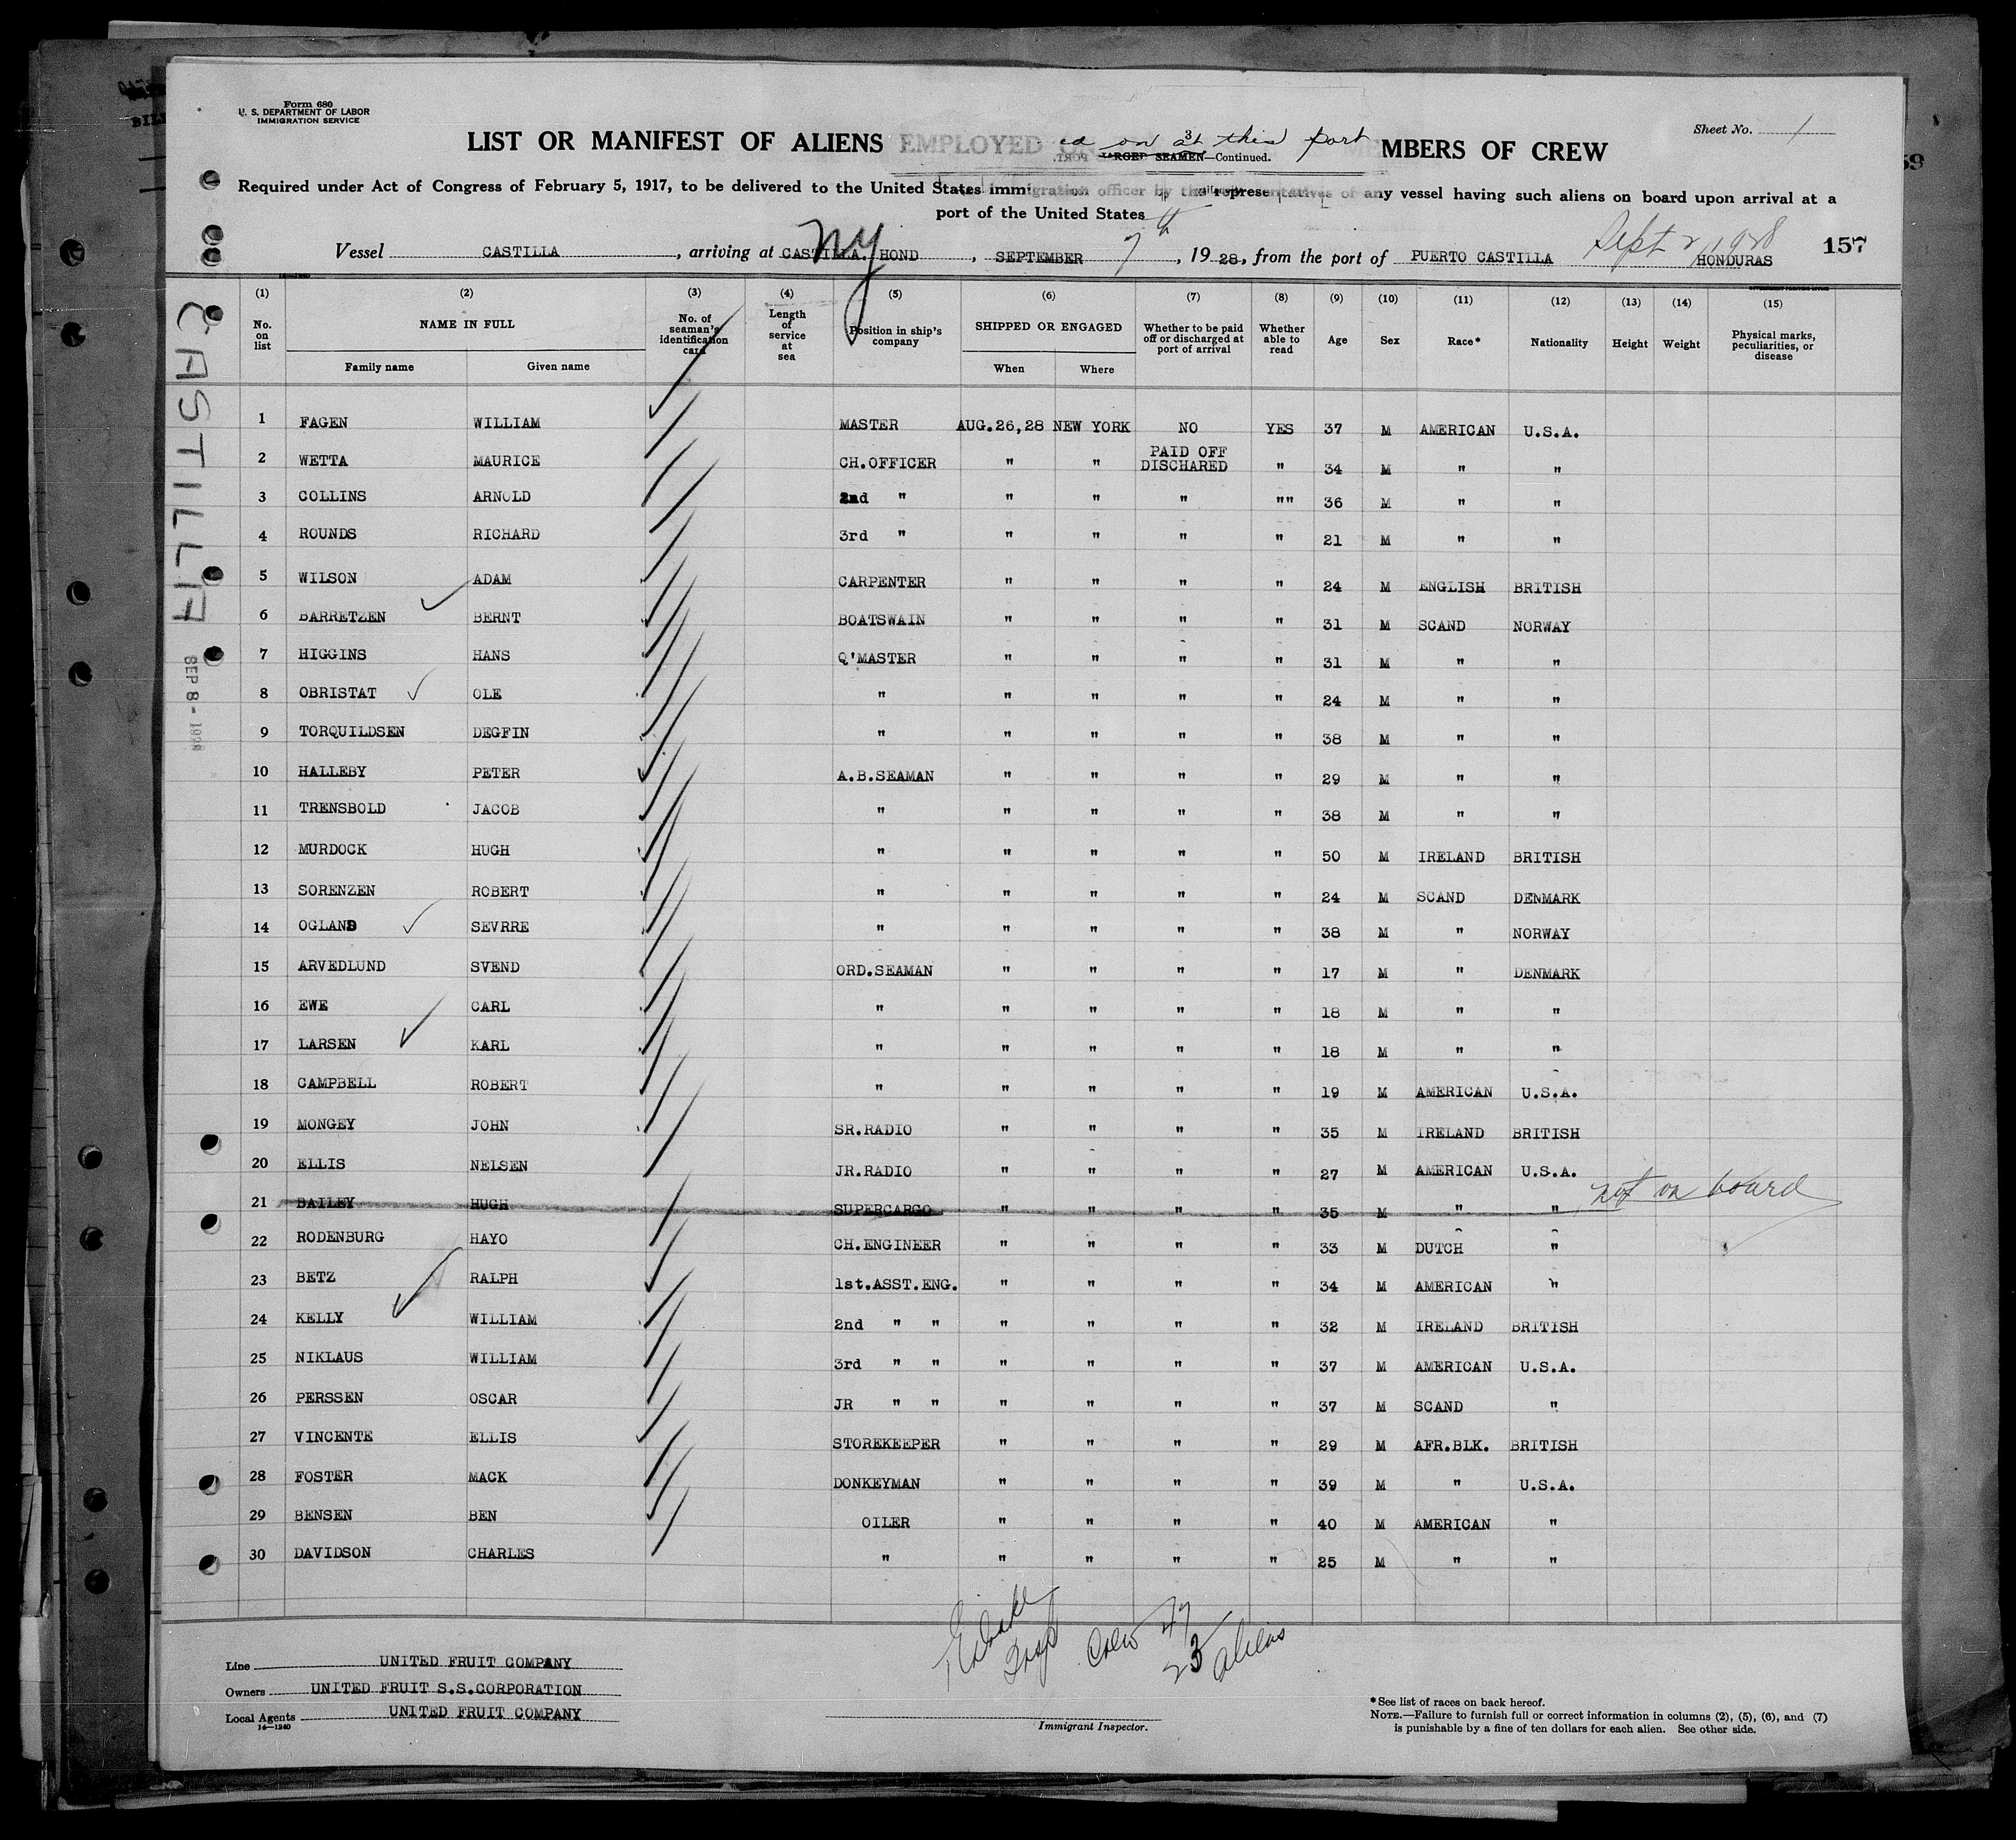 Form 680
U. S. DEPARTMENT OF LABOR
IMMIGRATION SERVICE
Sheet No. 1
LIST OR MANIFEST OF ALIENS EMPLOYED ON MBERS OF CREW
3
ed on at this port
ARGED SEAMEN—Continued.
Required under Act of Congress of February 5, 1917, to be delivered to the United States immigration officer by the representatives of any vessel having such aliens on board upon arrival at a
port of the United States
Vessel CASTILLA, arriving at CASTILLA. HOND, SEPTEMBER 7th, 1928, from the port of PUERTO CASTILLA HONDURAS
NY
Sept 2, 1928
157
CASTILLA
SEP 8 - 1928
(1) (2) (3) (4) (5) (6) (7) (8) (9) (10) (11) (12) (13) (14) (15)
No. on list NAME IN FULL No. of seaman's identification card Length of service at sea Position in ship's company SHIPPED OR ENGAGED Whether to be paid off or discharged at port of arrival Whether able to read Age Sex Race* Nationality Height Weight Physical marks, peculiarities, or disease
Family name Given name When Where
1 FAGEN WILLIAM MASTER AUG.26,28 NEW YORK NO YES 37 M AMERICAN U.S.A.
2 WETTA MAURICE CH.OFFICER " " PAID OFF DISCHARED " 34 M " "
3 COLLINS ARNOLD 2nd " " " " "" 36 M " "
4 ROUNDS RICHARD 3rd " " " " " 21 M " "
5 WILSON ADAM CARPENTER " " " " 24 M ENGLISH BRITISH
6 BARRETZEN BERNT BOATSWAIN " " " " 31 M SCAND NORWAY
7 HIGGINS HANS Q'MASTER " " " " 31 M " "
8 OBRISTAT OLE " " " " " 24 M " "
9 TORQUILDSEN DEGFIN " " " " " 38 M " "
10 HALLEBY PETER A.B.SEAMAN " " " " 29 M " "
11 TRENSBOLD JACOB " " " " " 38 M " "
12 MURDOCK HUGH " " " " " 50 M IRELAND BRITISH
13 SORENZEN ROBERT " " " " " 24 M SCAND DENMARK
14 OGLAND SEVRRE " " " " " 38 M " NORWAY
15 ARVEDLUND SVEND ORD.SEAMAN " " " " 17 M " DENMARK
16 EWE CARL " " " " " 18 M " "
17 LARSEN KARL " " " " " 18 M " "
18 CAMPBELL ROBERT " " " " " 19 M AMERICAN U.S.A.
19 MONGEY JOHN SR.RADIO " " " " 35 M IRELAND BRITISH
20 ELLIS NELSEN JR.RADIO " " " " 27 M AMERICAN U.S.A.
21 BAILEY HUGH SUPERCARGO " " " " 35 M " " not on board
22 RODENBURG HAYO CH.ENGINEER " " " " 33 M DUTCH "
23 BETZ RALPH 1st.ASST.ENG. " " " " 34 M AMERICAN "
24 KELLY WILLIAM 2nd " " " " " " 32 M IRELAND BRITISH
25 NIKLAUS WILLIAM 3rd " " " " " " 37 M AMERICAN U.S.A.
26 PERSSEN OSCAR JR " " " " " " 37 M SCAND "
27 VINCENTE ELLIS STOREKEEPER " " " " 29 M AFR.BLK. BRITISH
28 FOSTER MACK DONKEYMAN " " " " 39 M " U.S.A.
29 BENSEN BEN OILER " " " " 40 M AMERICAN "
30 DAVIDSON CHARLES " " " " " 25 M " "
Crew 47
23 aliens
Line UNITED FRUIT COMPANY
Owners UNITED FRUIT S.S.CORPORATION
Local Agents UNITED FRUIT COMPANY
14—1240
Immigrant Inspector.
*See list of races on back hereof.
NOTE.—Failure to furnish full or correct information in columns (2), (5), (6), and (7)
is punishable by a fine of ten dollars for each alien. See other side.